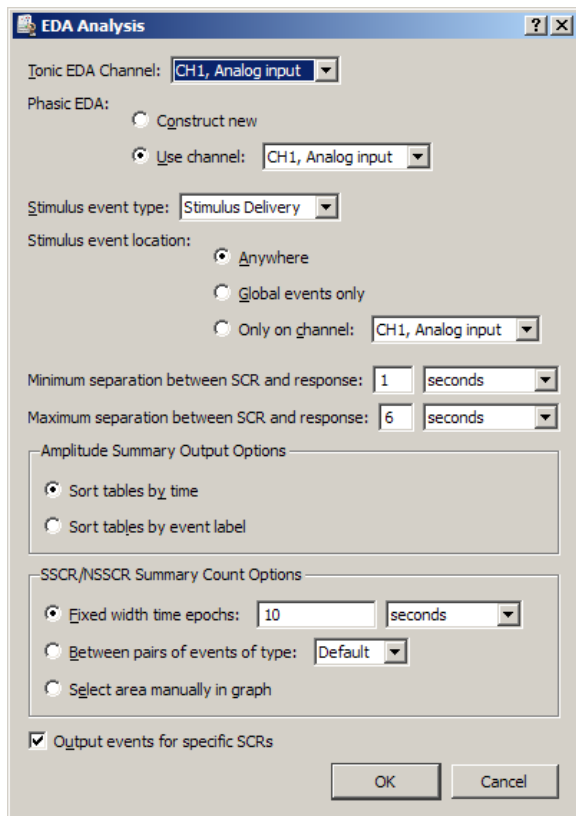 EDA Analysis
Tonic EDA Channel: CH1, Analog input
Phasic EDA:
Construct new
Use channel: CH1, Analog input
Stimulus event type: Stimulus Delivery
Stimulus event location:
Anywhere
Global events only
Only on channel: CH1, Analog input
Minimum separation between SCR and response: 1 seconds
Maximum separation between SCR and response: 6 seconds
Amplitude Summary Output Options
Sort tables by time
Sort tables by event label
SSCR/NSSCR Summary Count Options
Fixed width time epochs: 10 seconds
Between pairs of events of type: Default
Select area manually in graph
Output events for specific SCRs
OK Cancel